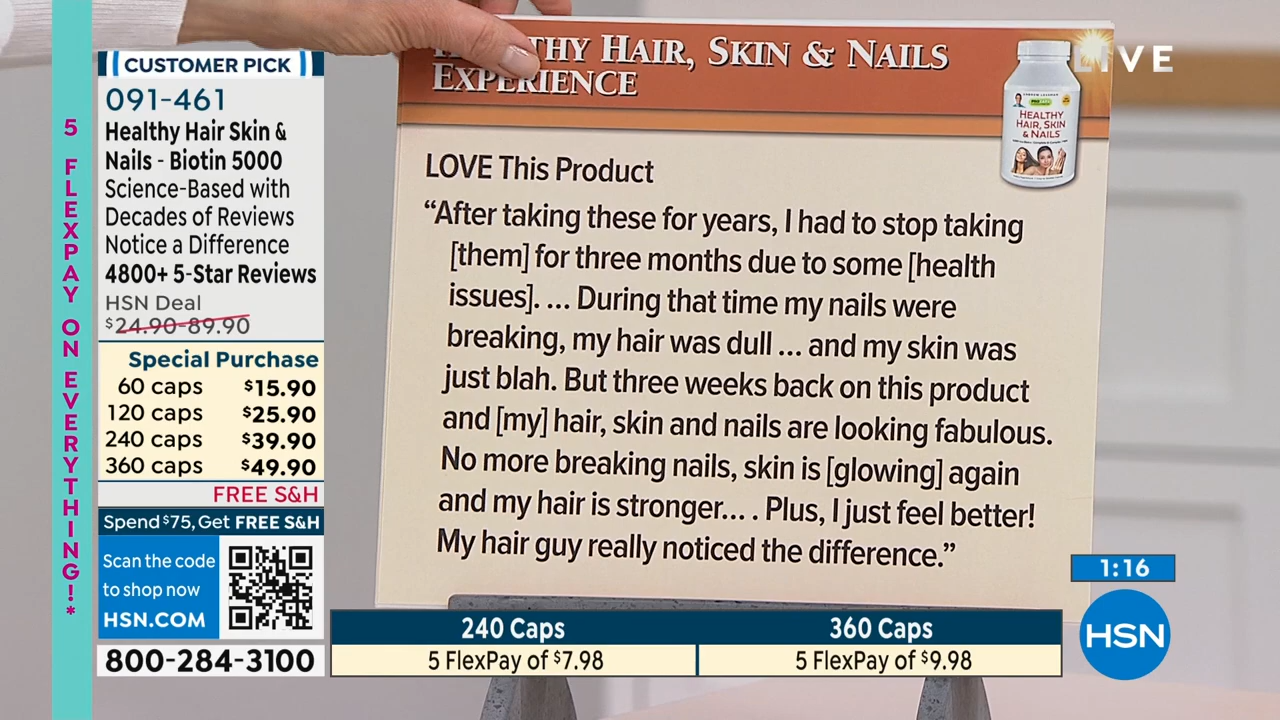 5 FLEXPAY ON EVERYTHING!*
CUSTOMER PICK
091-461
Healthy Hair Skin &
Nails - Biotin 5000
Science-Based with
Decades of Reviews
Notice a Difference
4800+ 5-Star Reviews
HSN Deal
$24.90-89.90
Special Purchase
60 caps $15.90
120 caps $25.90
240 caps $39.90
360 caps $49.90
FREE S&H
Spend $75, Get FREE S&H
Scan the code
to shop now
HSN.COM
800-284-3100
THY HAIR, SKIN & NAILS
EXPERIENCE
LIVE
HEALTHY
HAIR, SKIN
& NAILS
LOVE This Product
“After taking these for years, I had to stop taking
[them] for three months due to some [health
issues]. ... During that time my nails were
breaking, my hair was dull ... and my skin was
just blah. But three weeks back on this product
and [my] hair, skin and nails are looking fabulous.
No more breaking nails, skin is [glowing] again
and my hair is stronger... . Plus, I just feel better!
My hair guy really noticed the difference.”
1:16
HSN
240 Caps 360 Caps
5 FlexPay of $7.98 5 FlexPay of $9.98